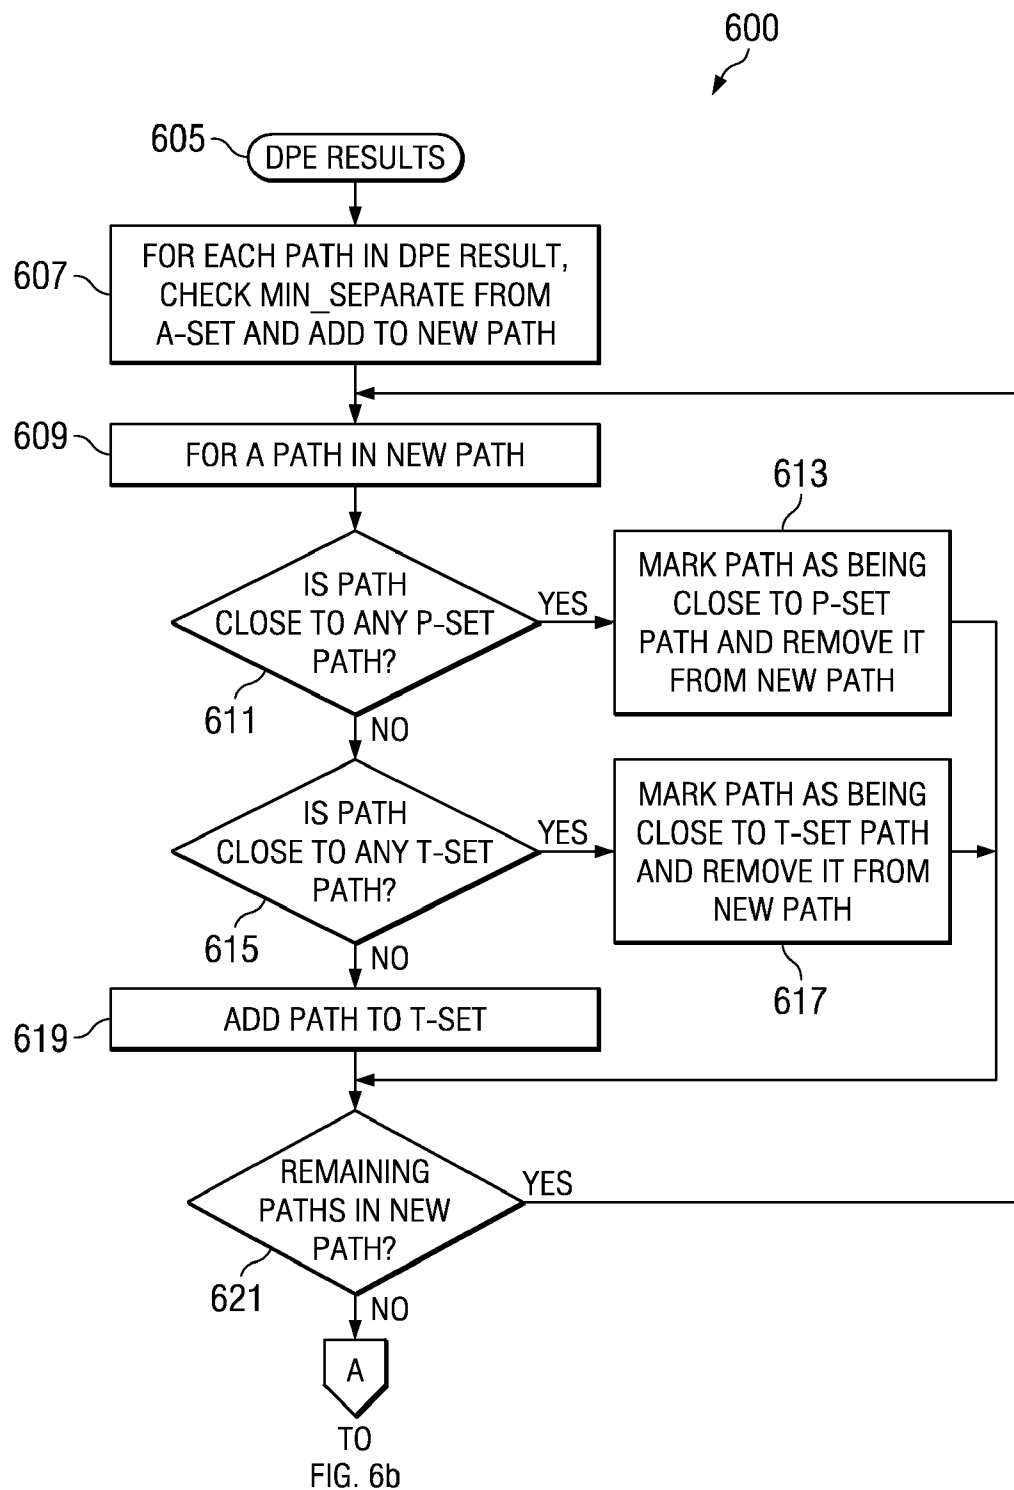 600
605
DPE RESULTS
607
FOR EACH PATH IN DPE RESULT,
CHECK MIN_SEPARATE FROM
A-SET AND ADD TO NEW PATH
609
FOR A PATH IN NEW PATH
613
IS PATH
CLOSE TO ANY P-SET
PATH?
YES
611
NO
MARK PATH AS BEING
CLOSE TO P-SET
PATH AND REMOVE IT
FROM NEW PATH
IS PATH
CLOSE TO ANY T-SET
PATH?
YES
615
NO
MARK PATH AS BEING
CLOSE TO T-SET PATH
AND REMOVE IT FROM
NEW PATH
617
619
ADD PATH TO T-SET
REMAINING
PATHS IN NEW
PATH?
YES
621
NO
A
TO
FIG. 6b